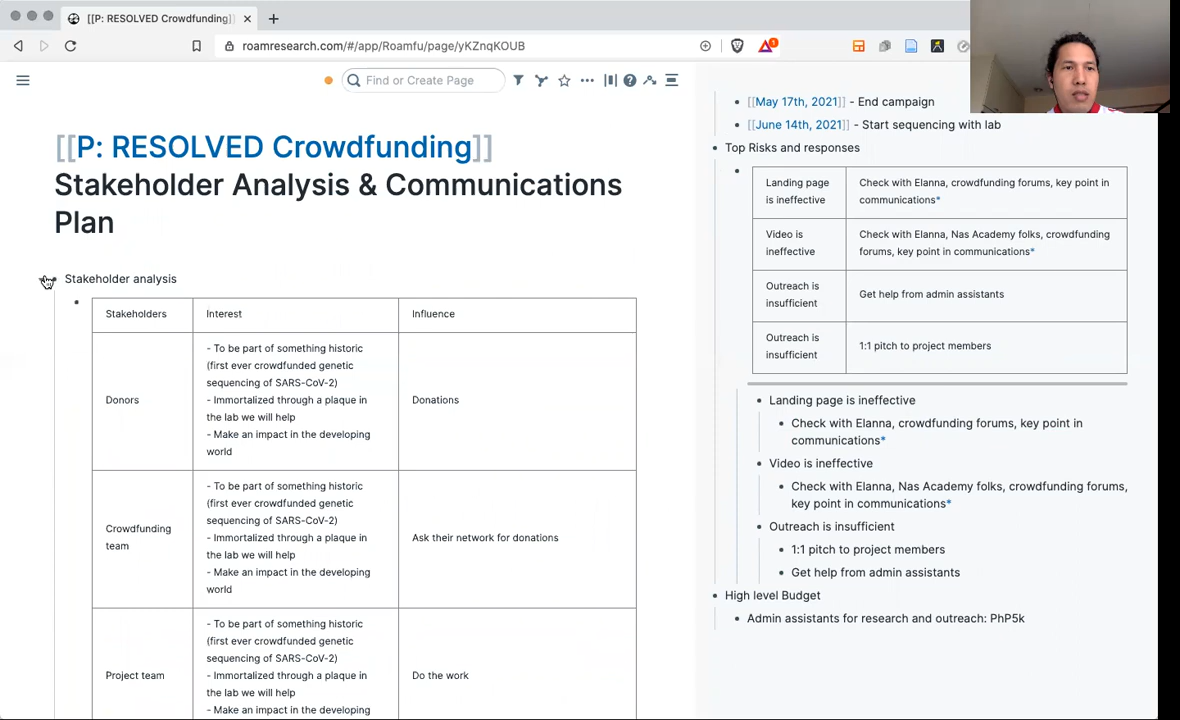 [[P: RESOLVED Crowdfunding]]
roamresearch.com/#/app/Roamfu/page/yKZnqKOUB
1
Find or Create Page
[[P: RESOLVED Crowdfunding]]
Stakeholder Analysis & Communications
Plan
Stakeholder analysis
Stakeholders
Interest
Influence
Donors
- To be part of something historic
(first ever crowdfunded genetic
sequencing of SARS-CoV-2)
- Immortalized through a plaque in
the lab we will help
- Make an impact in the developing
world
Donations
Crowdfunding
team
- To be part of something historic
(first ever crowdfunded genetic
sequencing of SARS-CoV-2)
- Immortalized through a plaque in
the lab we will help
- Make an impact in the developing
world
Ask their network for donations
Project team
- To be part of something historic
(first ever crowdfunded genetic
sequencing of SARS-CoV-2)
- Immortalized through a plaque in
the lab we will help
- Make an impact in the developing
Do the work
[[May 17th, 2021]] - End campaign
[[June 14th, 2021]] - Start sequencing with lab
Top Risks and responses
Landing page
is ineffective
Check with Elanna, crowdfunding forums, key point in
communications*
Video is
ineffective
Check with Elanna, Nas Academy folks, crowdfunding
forums, key point in communications*
Outreach is
insufficient
Get help from admin assistants
Outreach is
insufficient
1:1 pitch to project members
Landing page is ineffective
Check with Elanna, crowdfunding forums, key point in
communications*
Video is ineffective
Check with Elanna, Nas Academy folks, crowdfunding forums,
key point in communications*
Outreach is insufficient
1:1 pitch to project members
Get help from admin assistants
High level Budget
Admin assistants for research and outreach: PhP5k